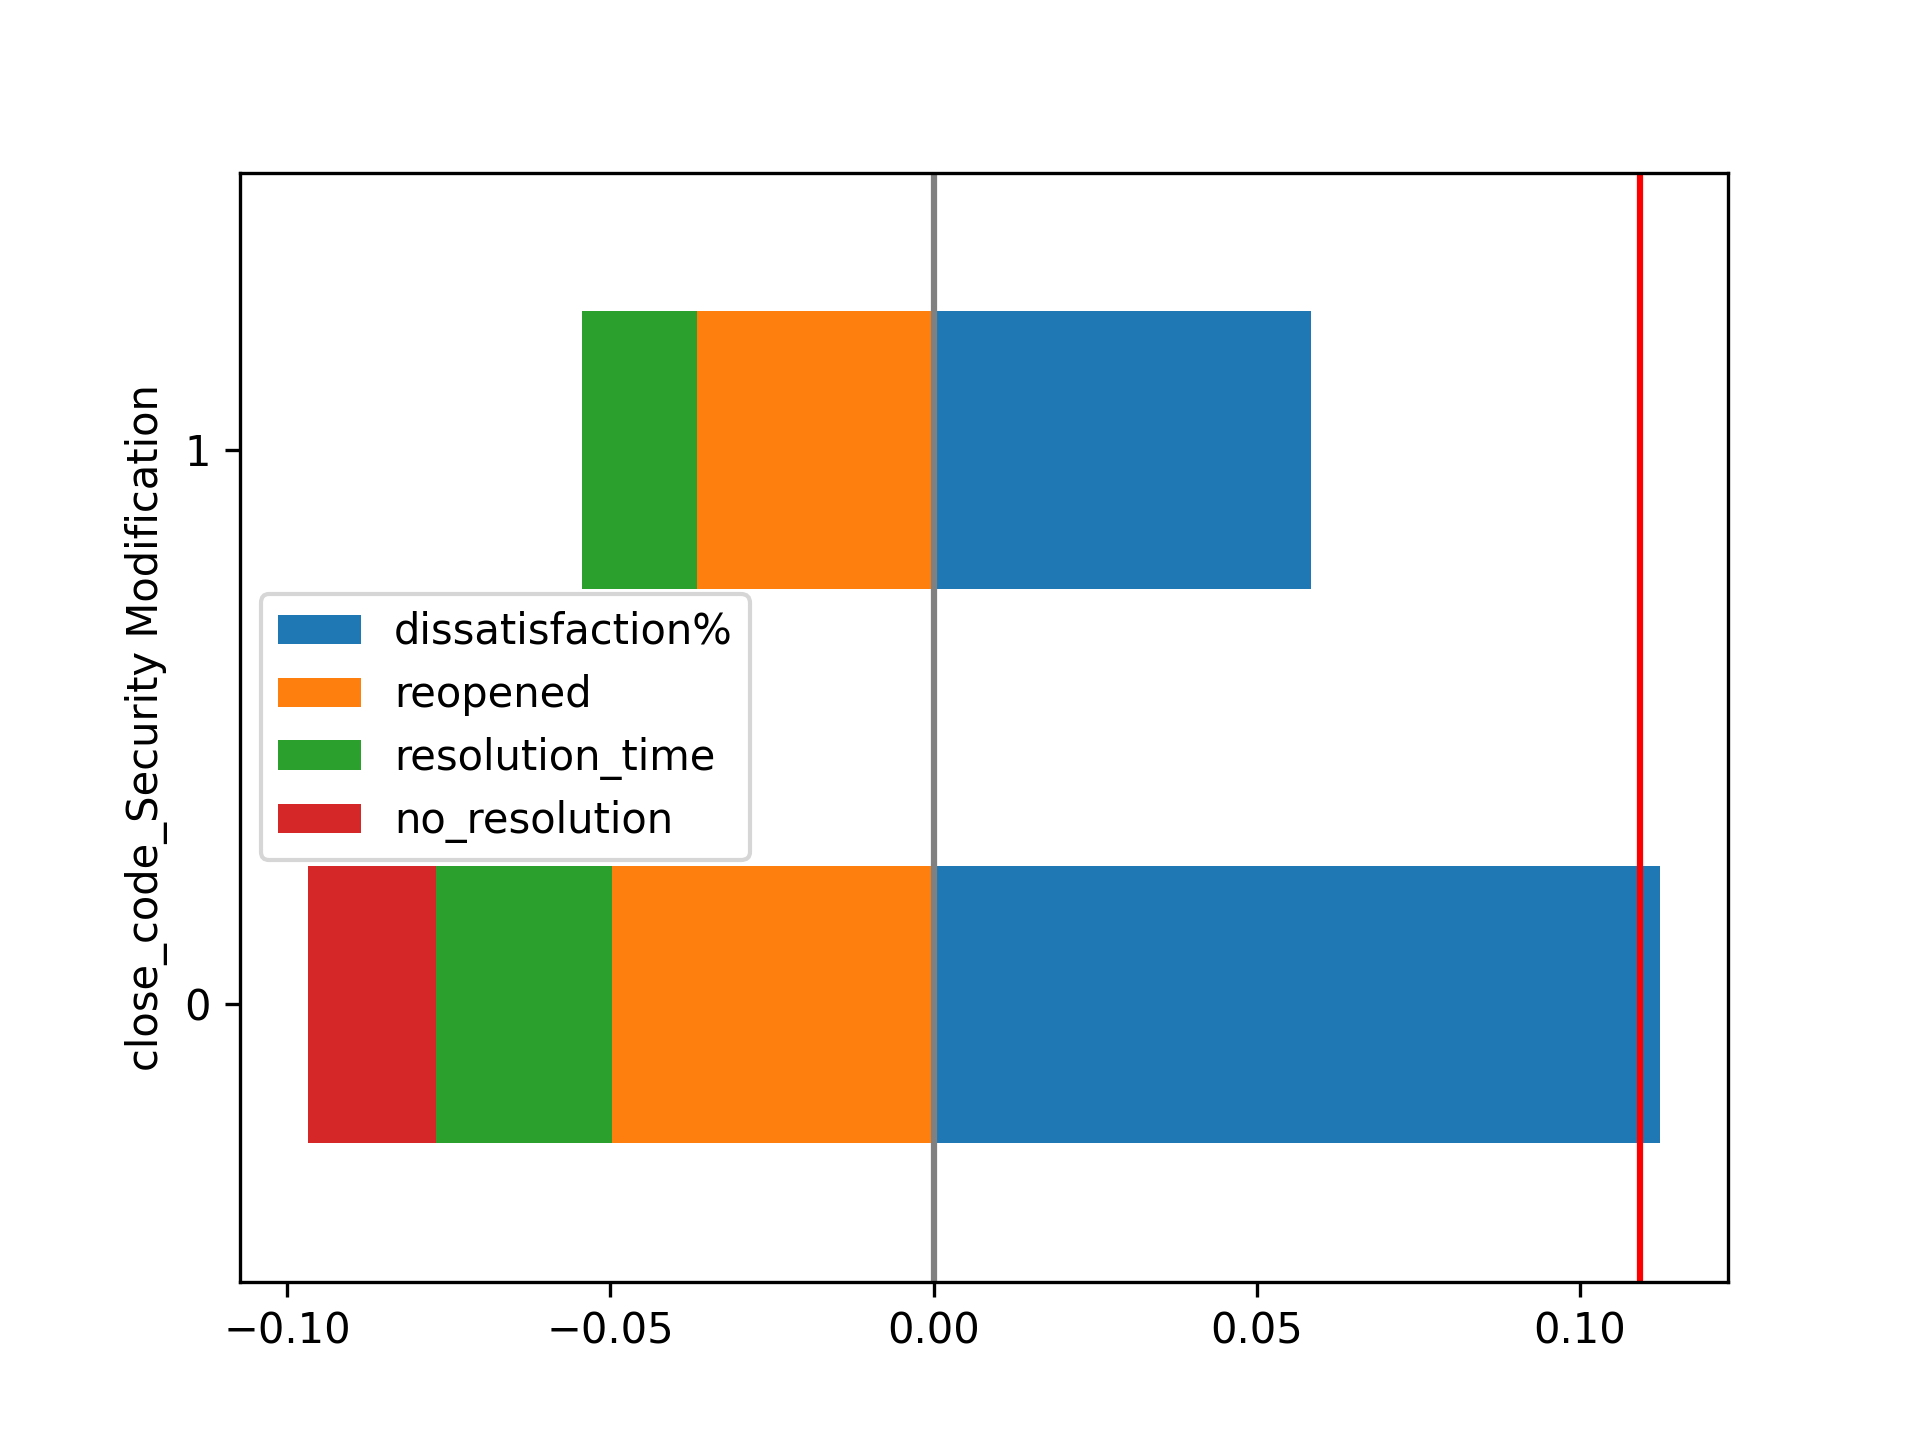 close_code_Security Modification
1
0
dissatisfaction%
reopened
resolution_time
no_resolution
−0.10
−0.05
0.00
0.05
0.10